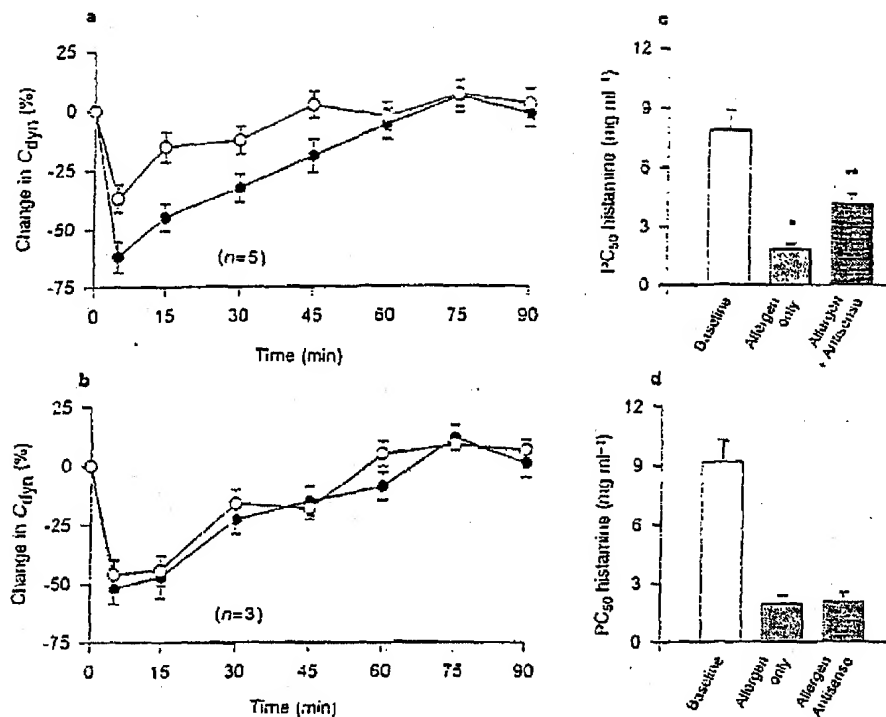 a
25
0
-25
-50
-75
Change in Cdyn (%)
(n=5)
0 15 30 45 60 75 90
Time (min)
b
25
0
-25
-50
-75
Change in Cdyn (%)
(n=3)
0 15 30 45 60 75 90
Time (min)
c
12
9
6
3
0
PC50 histamine (mg ml⁻¹)
Baseline
Allergen
only
Allergen
+ Antisense
d
12
9
6
3
0
PC50 histamine (mg ml⁻¹)
Baseline
Allergen
only
Allergen
Antisense